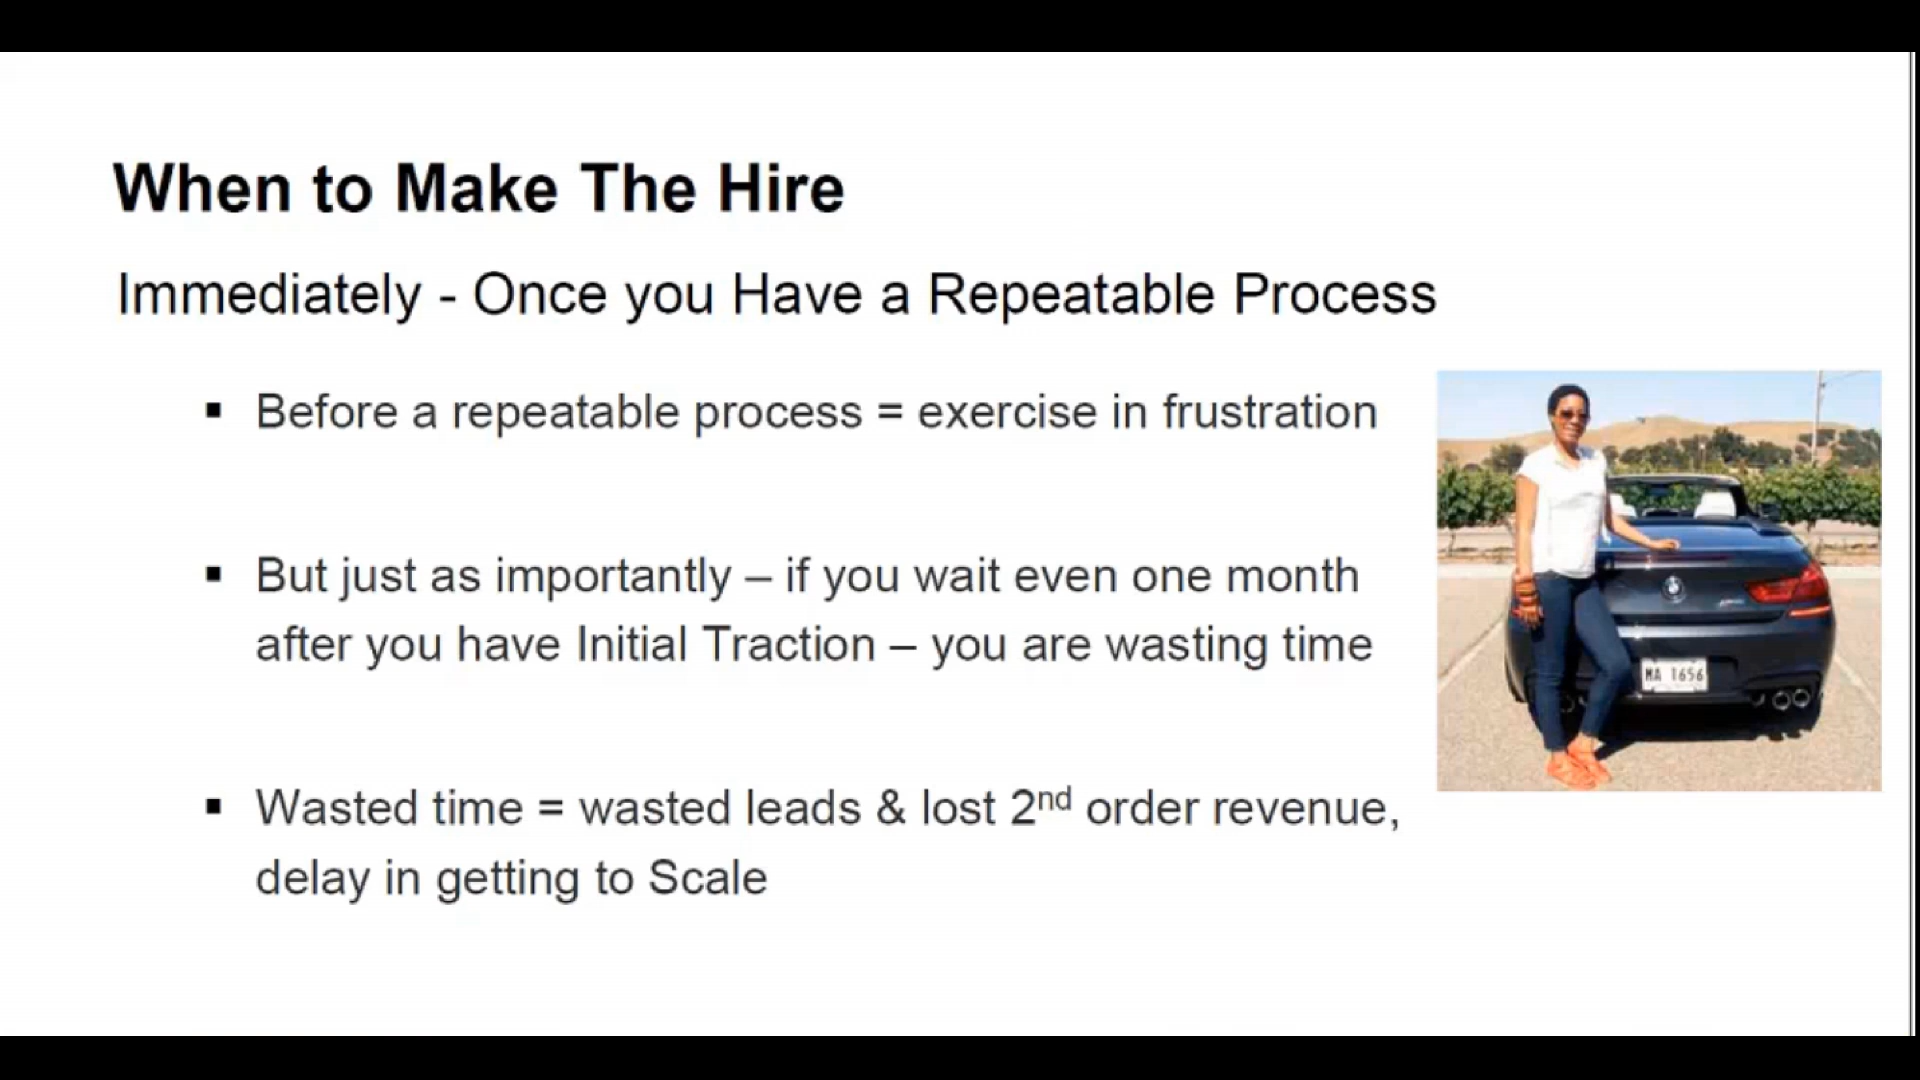 When to Make The Hire
Immediately - Once you Have a Repeatable Process
▪ Before a repeatable process = exercise in frustration
▪ But just as importantly – if you wait even one month
after you have Initial Traction – you are wasting time
▪ Wasted time = wasted leads & lost 2nd order revenue,
delay in getting to Scale
MA 1656